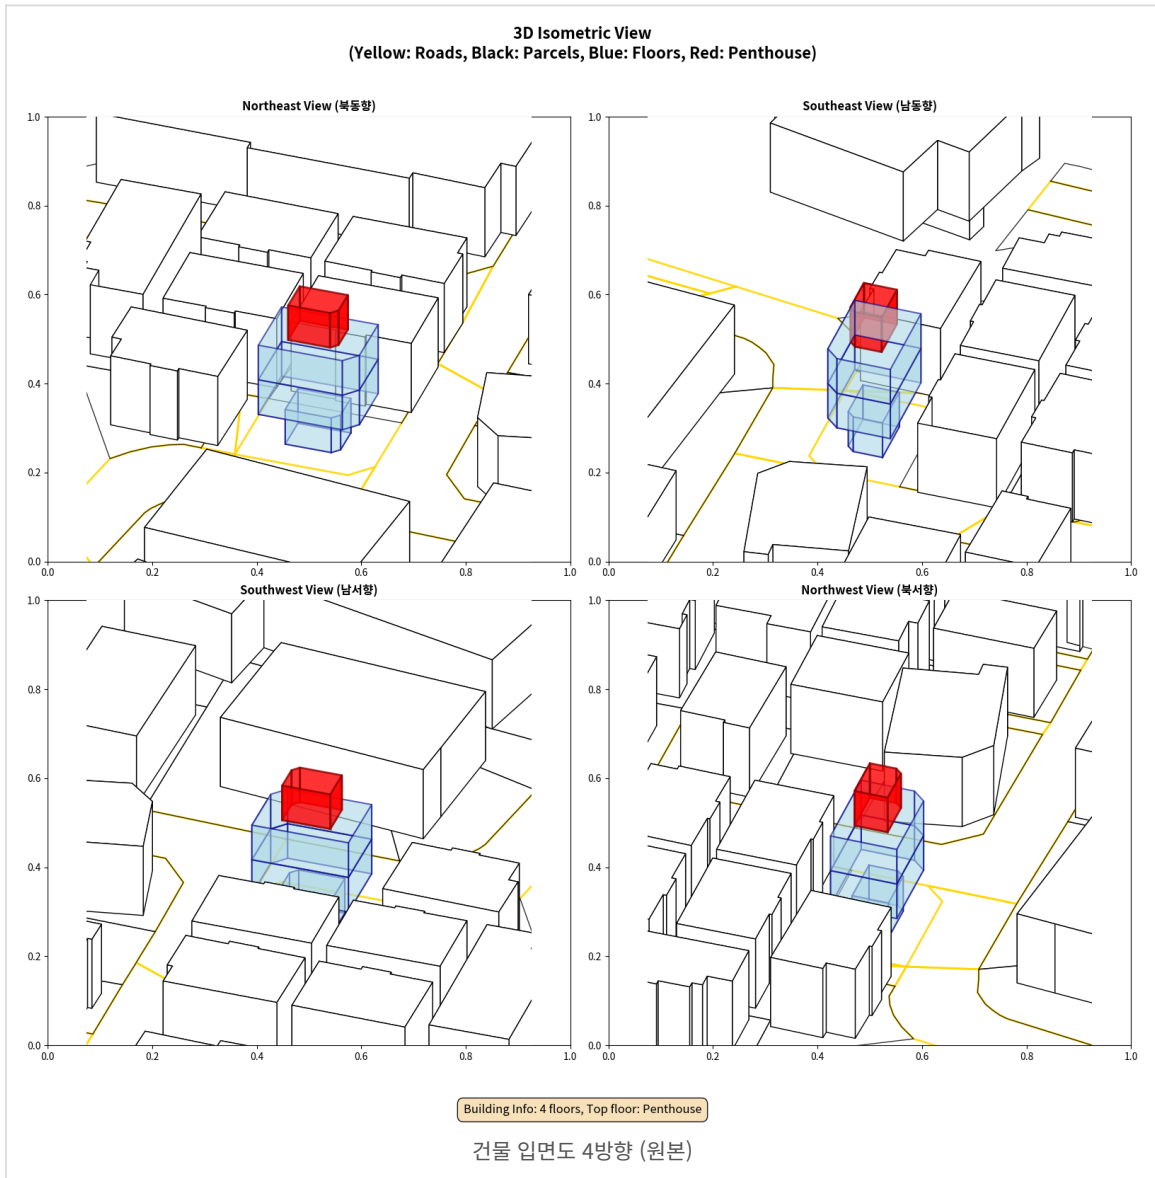 3D Isometric View
(Yellow: Roads, Black: Parcels, Blue: Floors, Red: Penthouse)
Northeast View (북동향)
1.0
0.8
0.6
0.4
0.2
0.0
0.0 0.2 0.4 0.6 0.8 1.0
Southeast View (남동향)
1.0
0.8
0.6
0.4
0.2
0.0
0.0 0.2 0.4 0.6 0.8 1.0
Southwest View (남서향)
1.0
0.8
0.6
0.4
0.2
0.0
0.0 0.2 0.4 0.6 0.8 1.0
Northwest View (북서향)
1.0
0.8
0.6
0.4
0.2
0.0
0.0 0.2 0.4 0.6 0.8 1.0
Building Info: 4 floors, Top floor: Penthouse
건물 입면도 4방향 (원본)